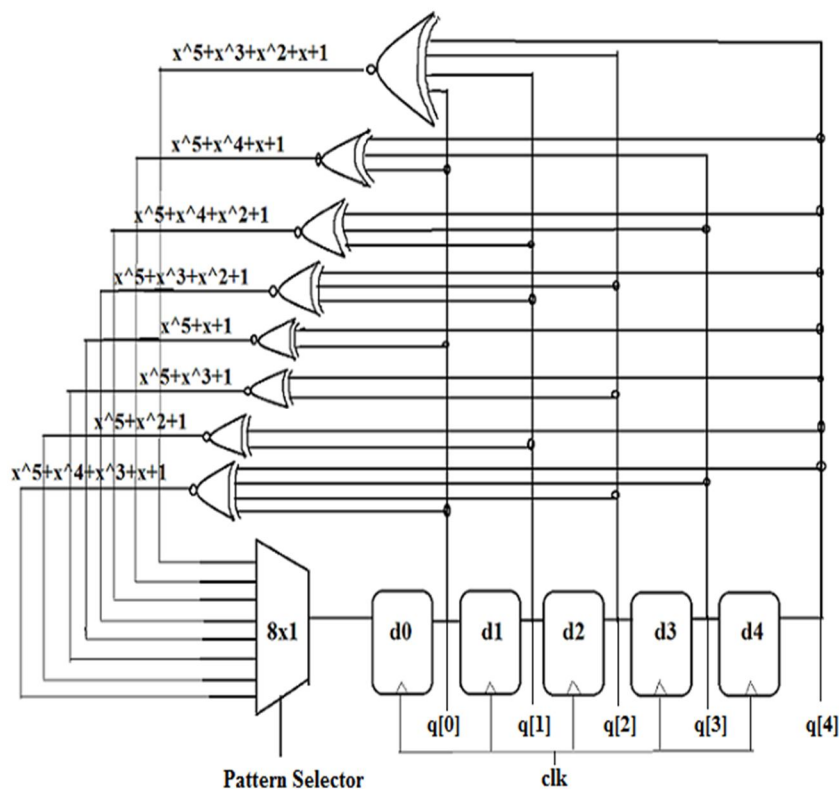 x^5+x^3+x^2+x+1
x^5+x^4+x+1
x^5+x^4+x^2+1
x^5+x^3+x^2+1
x^5+x+1
x^5+x^3+1
x^5+x^2+1
x^5+x^4+x^3+x+1
8x1
d0
d1
d2
d3
d4
q[0]
q[1]
q[2]
q[3]
q[4]
Pattern Selector
clk